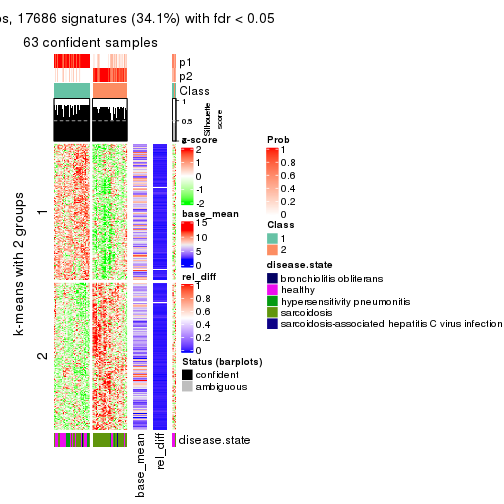 os, 17686 signatures (34.1%) with fdr < 0.05
63 confident samples
p1
p2
Class
1
0.5
0
Silhouette
score
k-means with 2 groups
1
2
disease.state
base_mean
rel_diff
z-score
2
1
0
-1
-2
base_mean
15
10
5
0
rel_diff
1
0.8
0.6
0.4
0.2
0
Status (barplots)
confident
ambiguous
Prob
1
0.8
0.6
0.4
0.2
0
Class
1
2
disease.state
bronchiolitis obliterans
healthy
hypersensitivity pneumonitis
sarcoidosis
sarcoidosis-associated hepatitis C virus infection